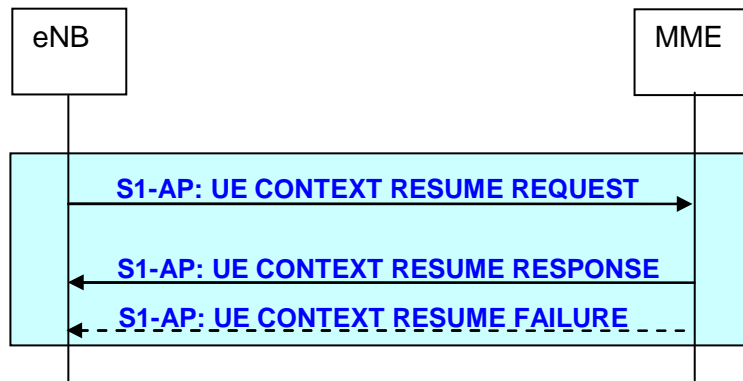 eNB
MME
S1-AP: UE CONTEXT RESUME REQUEST
S1-AP: UE CONTEXT RESUME RESPONSE
S1-AP: UE CONTEXT RESUME FAILURE